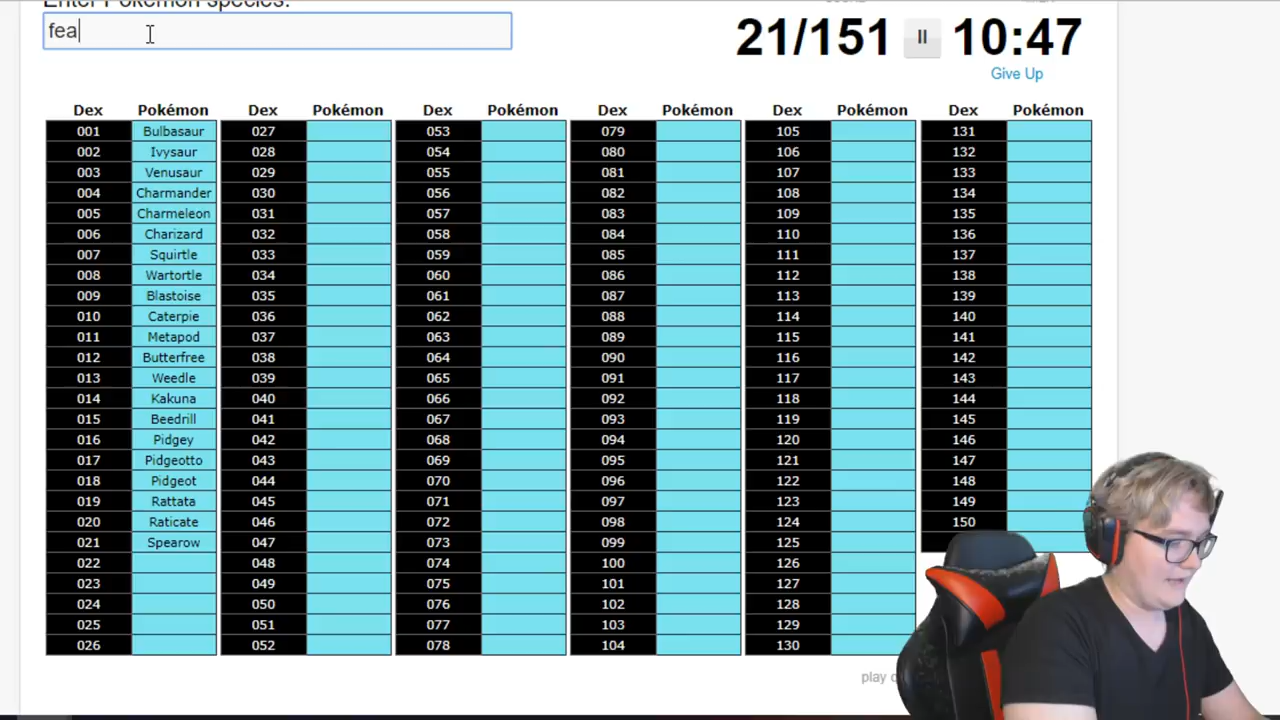 Enter Pokémon species:
fea
21/151 10:47
Give Up
Dex Pokémon Dex Pokémon Dex Pokémon Dex Pokémon Dex Pokémon Dex Pokémon
001 Bulbasaur 027 053 079 105 131
002 Ivysaur 028 054 080 106 132
003 Venusaur 029 055 081 107 133
004 Charmander 030 056 082 108 134
005 Charmeleon 031 057 083 109 135
006 Charizard 032 058 084 110 136
007 Squirtle 033 059 085 111 137
008 Wartortle 034 060 086 112 138
009 Blastoise 035 061 087 113 139
010 Caterpie 036 062 088 114 140
011 Metapod 037 063 089 115 141
012 Butterfree 038 064 090 116 142
013 Weedle 039 065 091 117 143
014 Kakuna 040 066 092 118 144
015 Beedrill 041 067 093 119 145
016 Pidgey 042 068 094 120 146
017 Pidgeotto 043 069 095 121 147
018 Pidgeot 044 070 096 122 148
019 Rattata 045 071 097 123 149
020 Raticate 046 072 098 124 150
021 Spearow 047 073 099 125
022 048 074 100 126
023 049 075 101 127
024 050 076 102 128
025 051 077 103 129
026 052 078 104 130
play